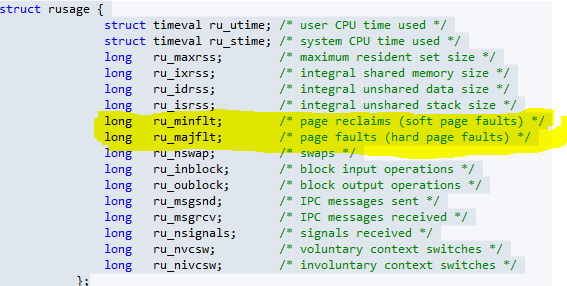 struct rusage {
struct timeval ru_utime; /* user CPU time used */
struct timeval ru_stime; /* system CPU time used */
long ru_maxrss; /* maximum resident set size */
long ru_ixrss; /* integral shared memory size */
long ru_idrss; /* integral unshared data size */
long ru_isrss; /* integral unshared stack size */
long ru_minflt; /* page reclaims (soft page faults) */
long ru_majflt; /* page faults (hard page faults) */
long ru_nswap; /* swaps */
long ru_inblock; /* block input operations */
long ru_oublock; /* block output operations */
long ru_msgsnd; /* IPC messages sent */
long ru_msgrcv; /* IPC messages received */
long ru_nsignals; /* signals received */
long ru_nvcsw; /* voluntary context switches */
long ru_nivcsw; /* involuntary context switches */
};